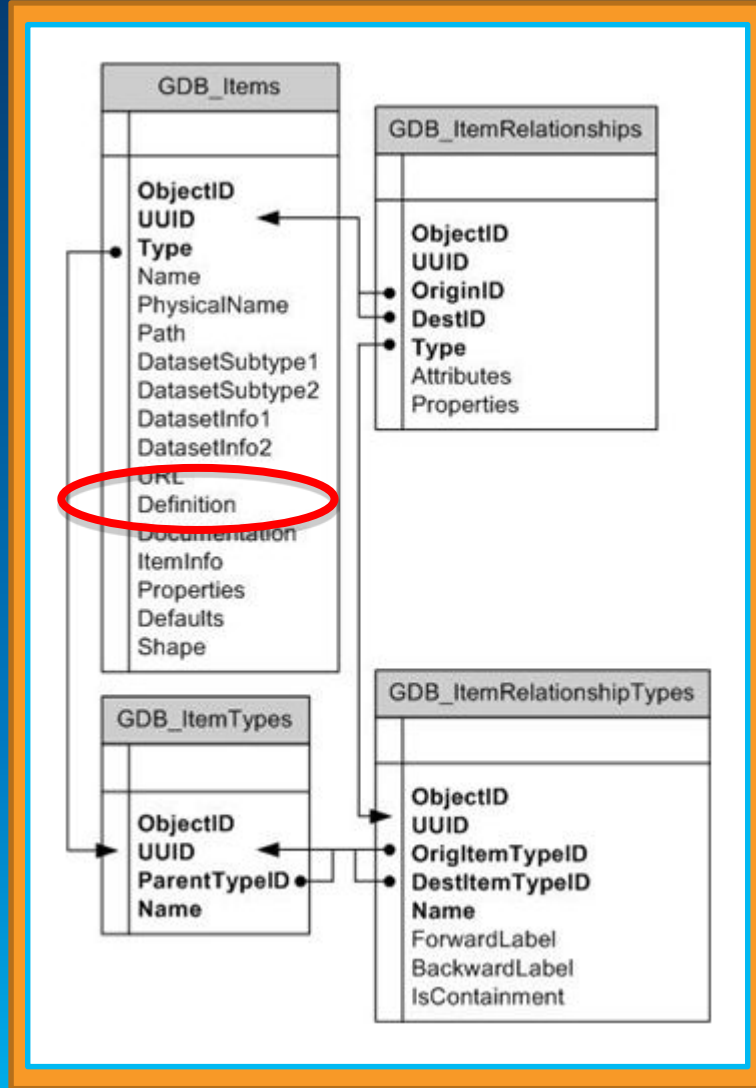 GDB_Items
ObjectID
UUID
Type
Name
PhysicalName
Path
DatasetSubtype1
DatasetSubtype2
DatasetInfo1
DatasetInfo2
URL
Definition
Documentation
ItemInfo
Properties
Defaults
Shape
GDB_ItemRelationships
ObjectID
UUID
OriginID
DestID
Type
Attributes
Properties
GDB_ItemTypes
ObjectID
UUID
ParentTypeID
Name
GDB_ItemRelationshipTypes
ObjectID
UUID
OrigItemTypeID
DestItemTypeID
Name
ForwardLabel
BackwardLabel
IsContainment